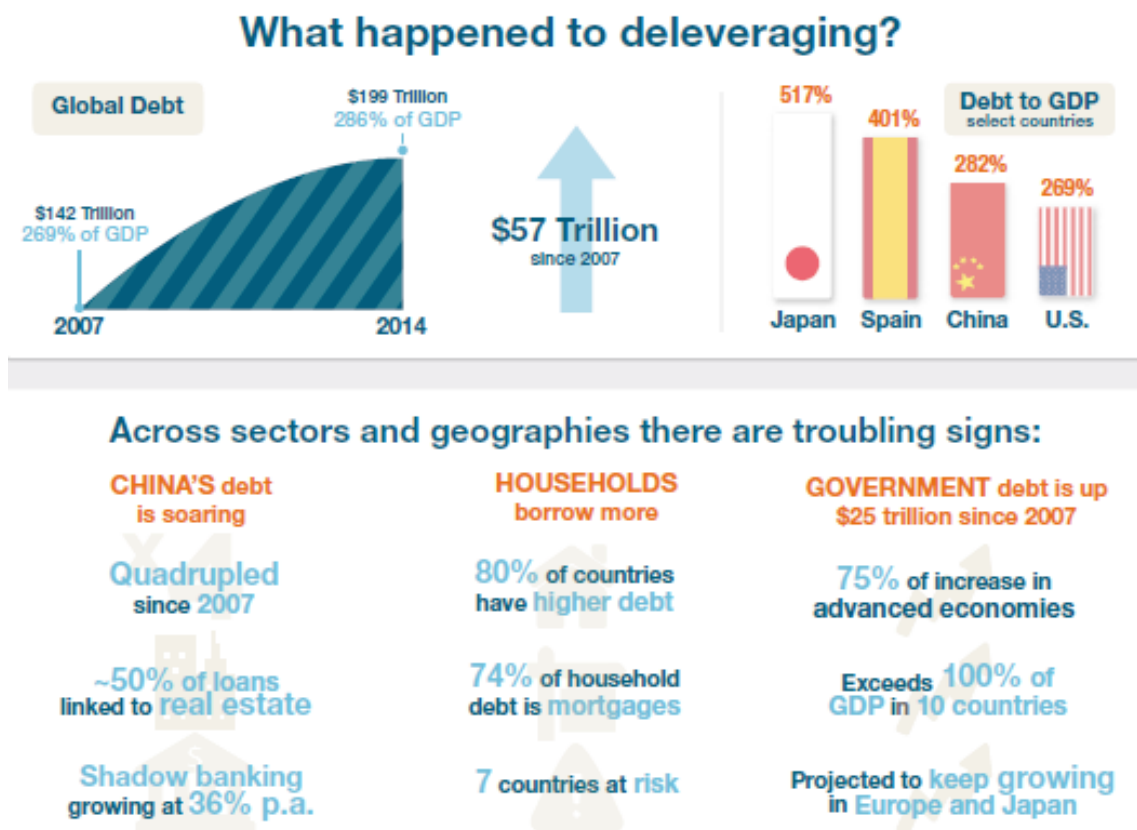 What happened to deleveraging?
Global Debt
$199 Trillion
286% of GDP
$142 Trillion
269% of GDP
2007
2014
$57 Trillion
since 2007
Debt to GDP
select countries
517%
401%
282%
269%
Japan
Spain
China
U.S.
Across sectors and geographies there are troubling signs:
CHINA'S debt
is soaring
X4
Quadrupled
since 2007
~50% of loans
linked to real estate
Shadow banking
growing at 36% p.a.
HOUSEHOLDS
borrow more
80% of countries
have higher debt
74% of household
debt is mortgages
7 countries at risk
GOVERNMENT debt is up
$25 trillion since 2007
75% of increase in
advanced economies
Exceeds 100% of
GDP in 10 countries
Projected to keep growing
in Europe and Japan